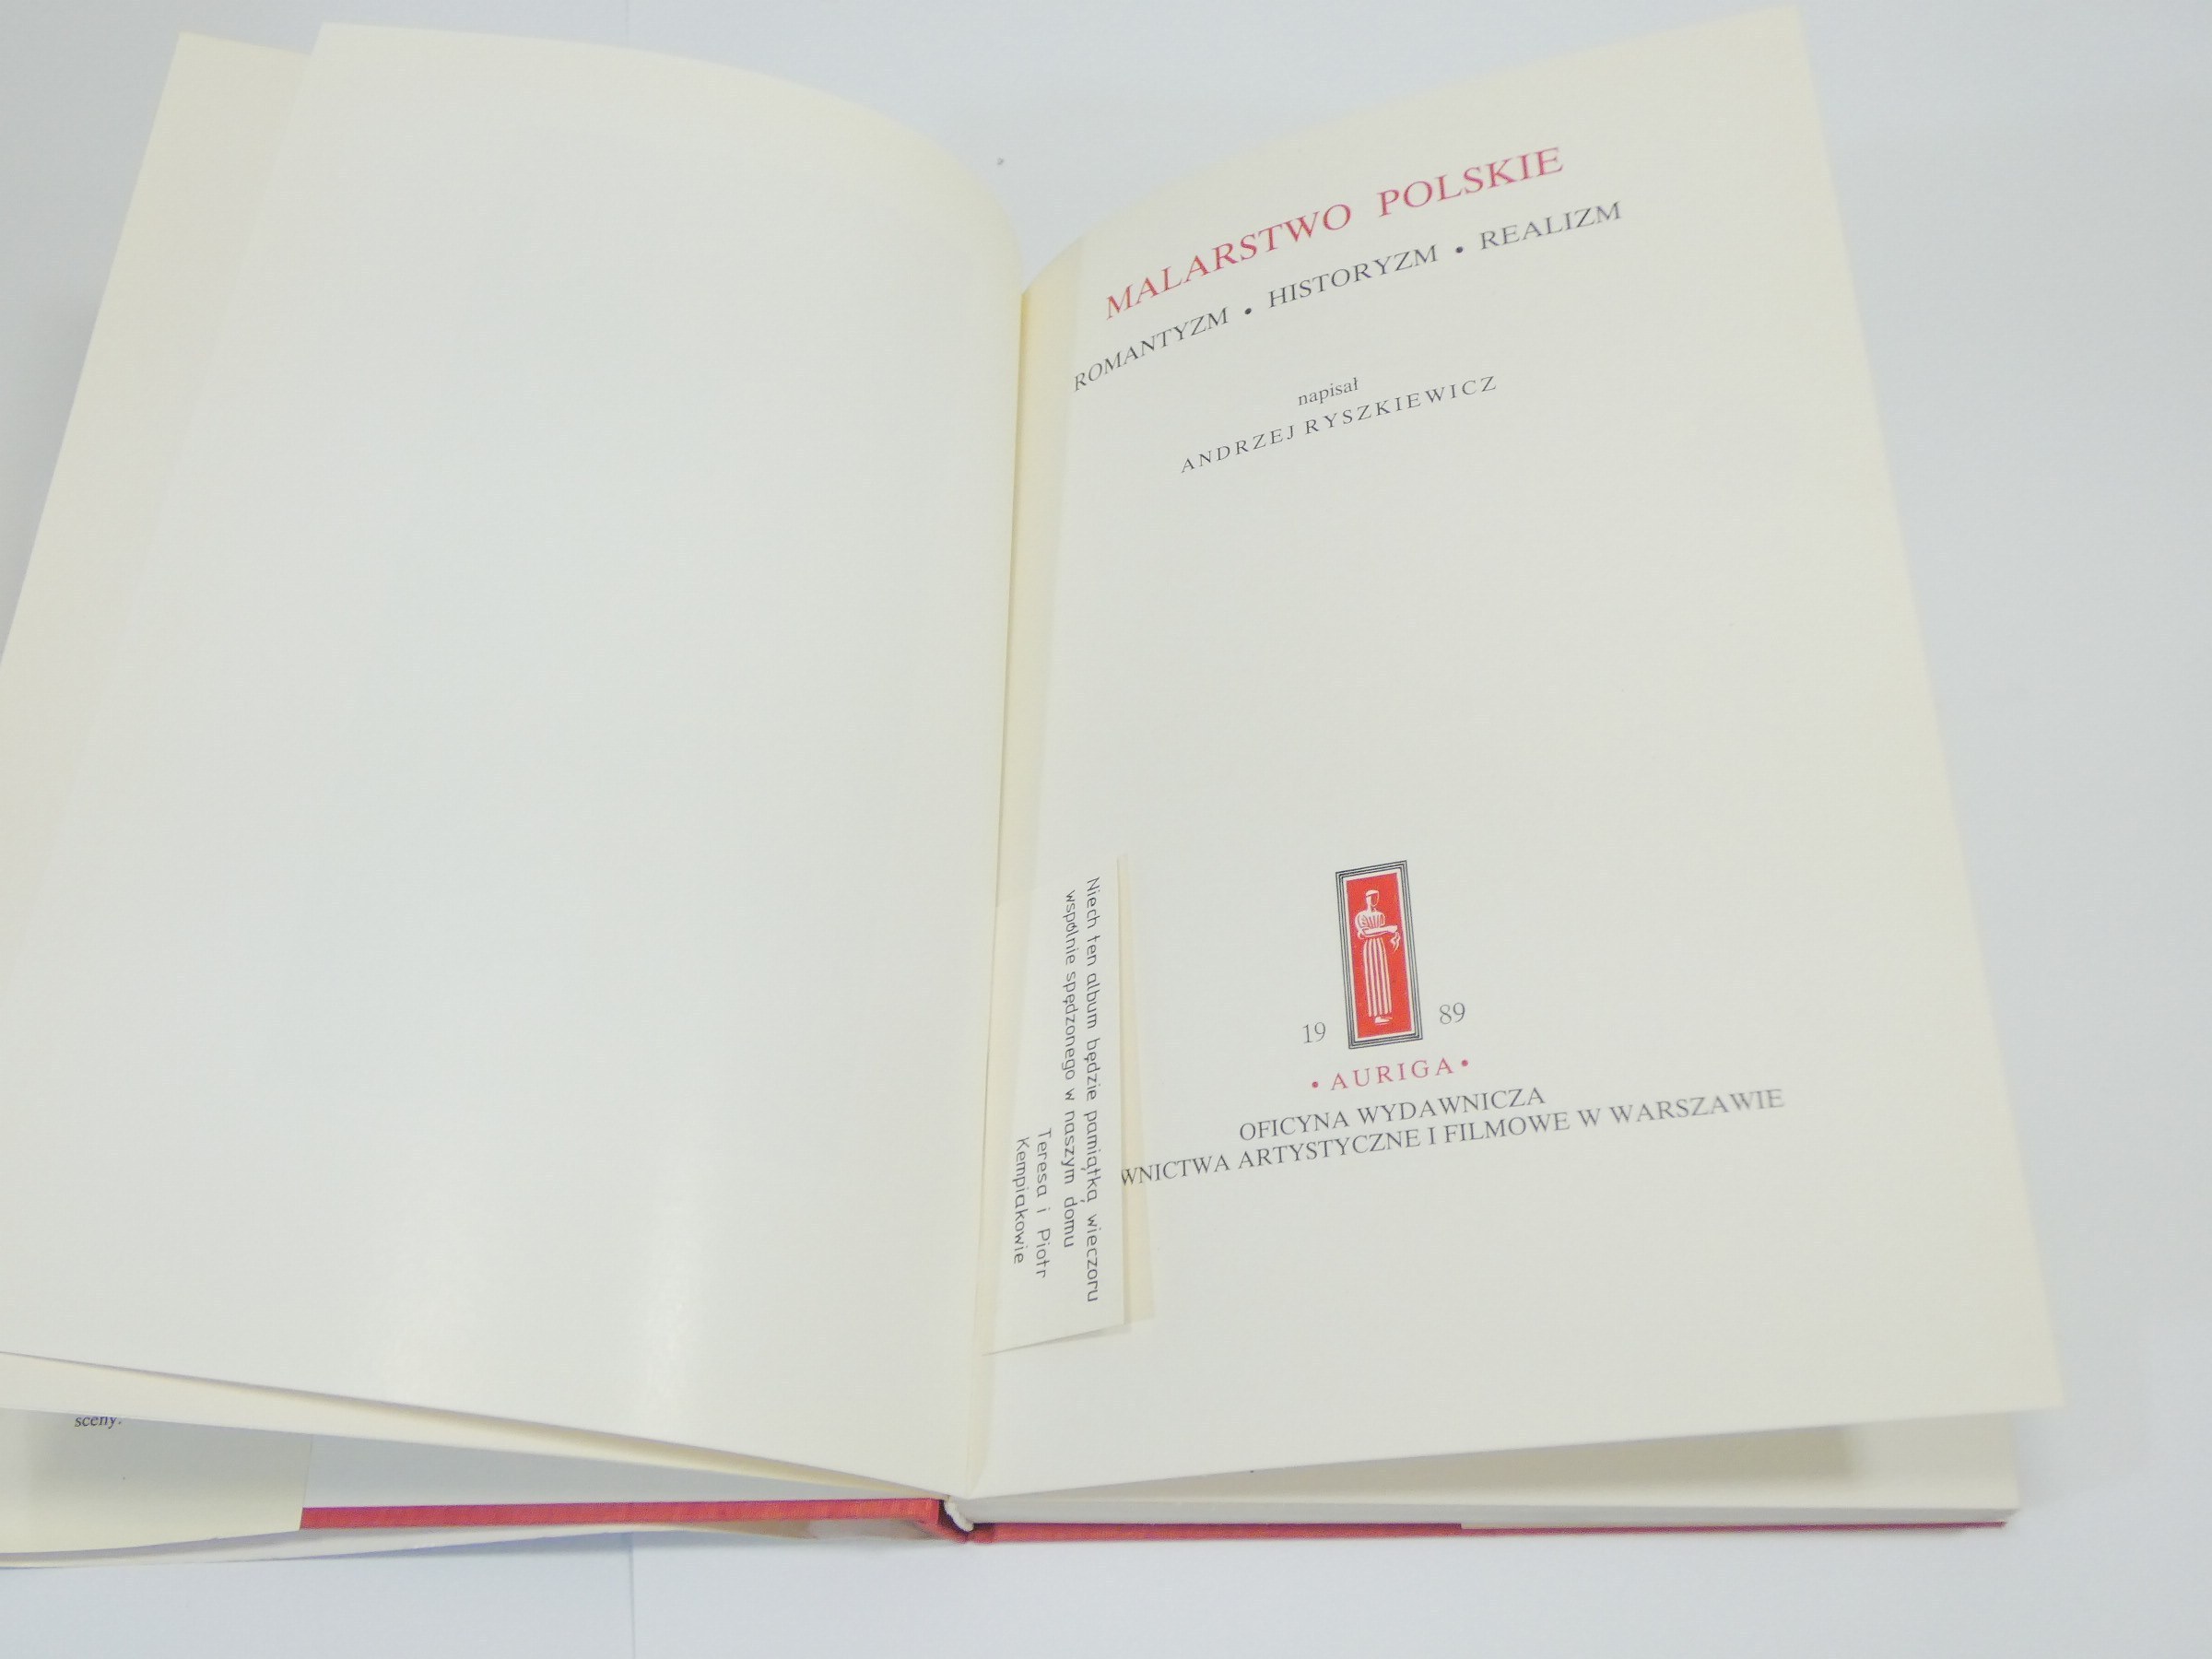 MALARSTWO POLSKIE
ROMANTYZM • HISTORYZM • REALIZM
napisał
ANDRZEJ RYSZKIEWICZ
19 89
• AURIGA •
OFICYNA WYDAWNICZA
WNICTWA ARTYSTYCZNE I FILMOWE W WARSZAWIE
Niech ten album będzie pamiątką wieczoru
wspólnie spędzonego w naszym domu
Teresa i Piotr
Kempiakowie
sceny.